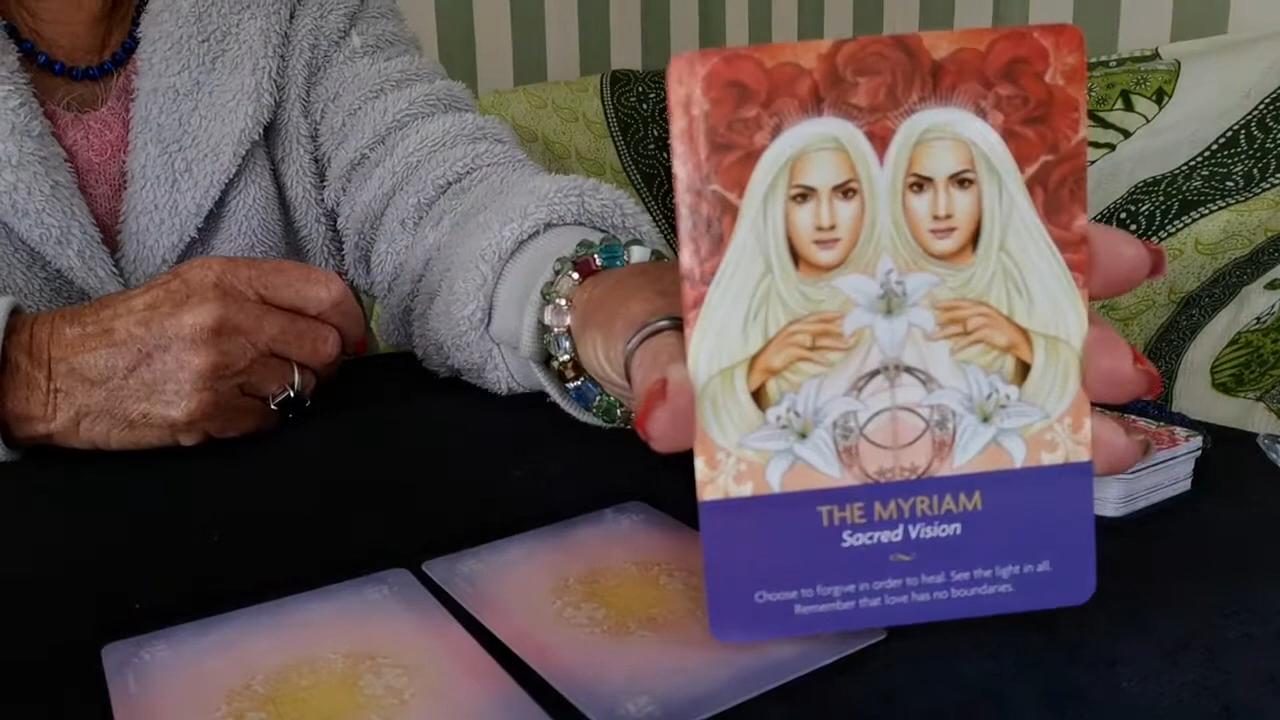 THE MYRIAM
Sacred Vision
Choose to forgive in order to heal. See the light in all.
Remember that love has no boundaries.